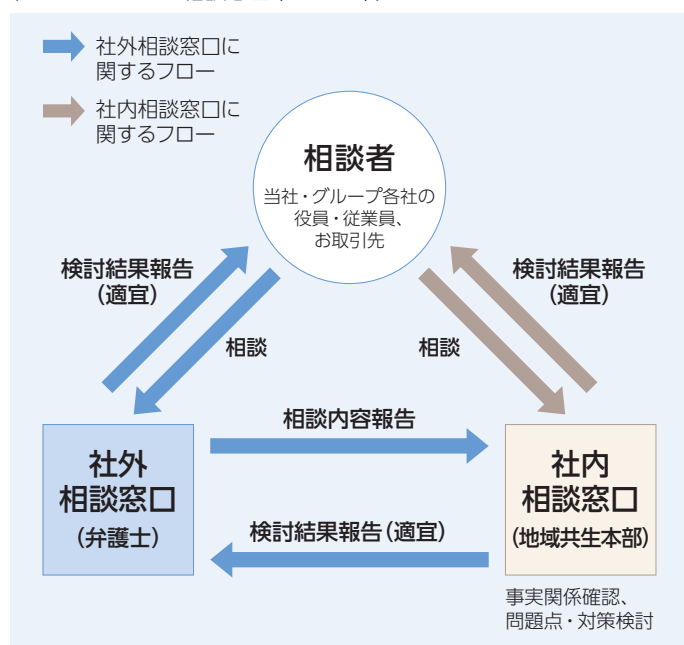 社外相談窓口に
関するフロー
社内相談窓口に
関するフロー
相談者
当社・グループ各社の
役員・従業員、
お取引先
検討結果報告
（適宜）
検討結果報告
（適宜）
相談
相談
相談内容報告
社外
相談窓口
（弁護士）
社内
相談窓口
（地域共生本部）
検討結果報告（適宜）
事実関係確認、
問題点・対策検討